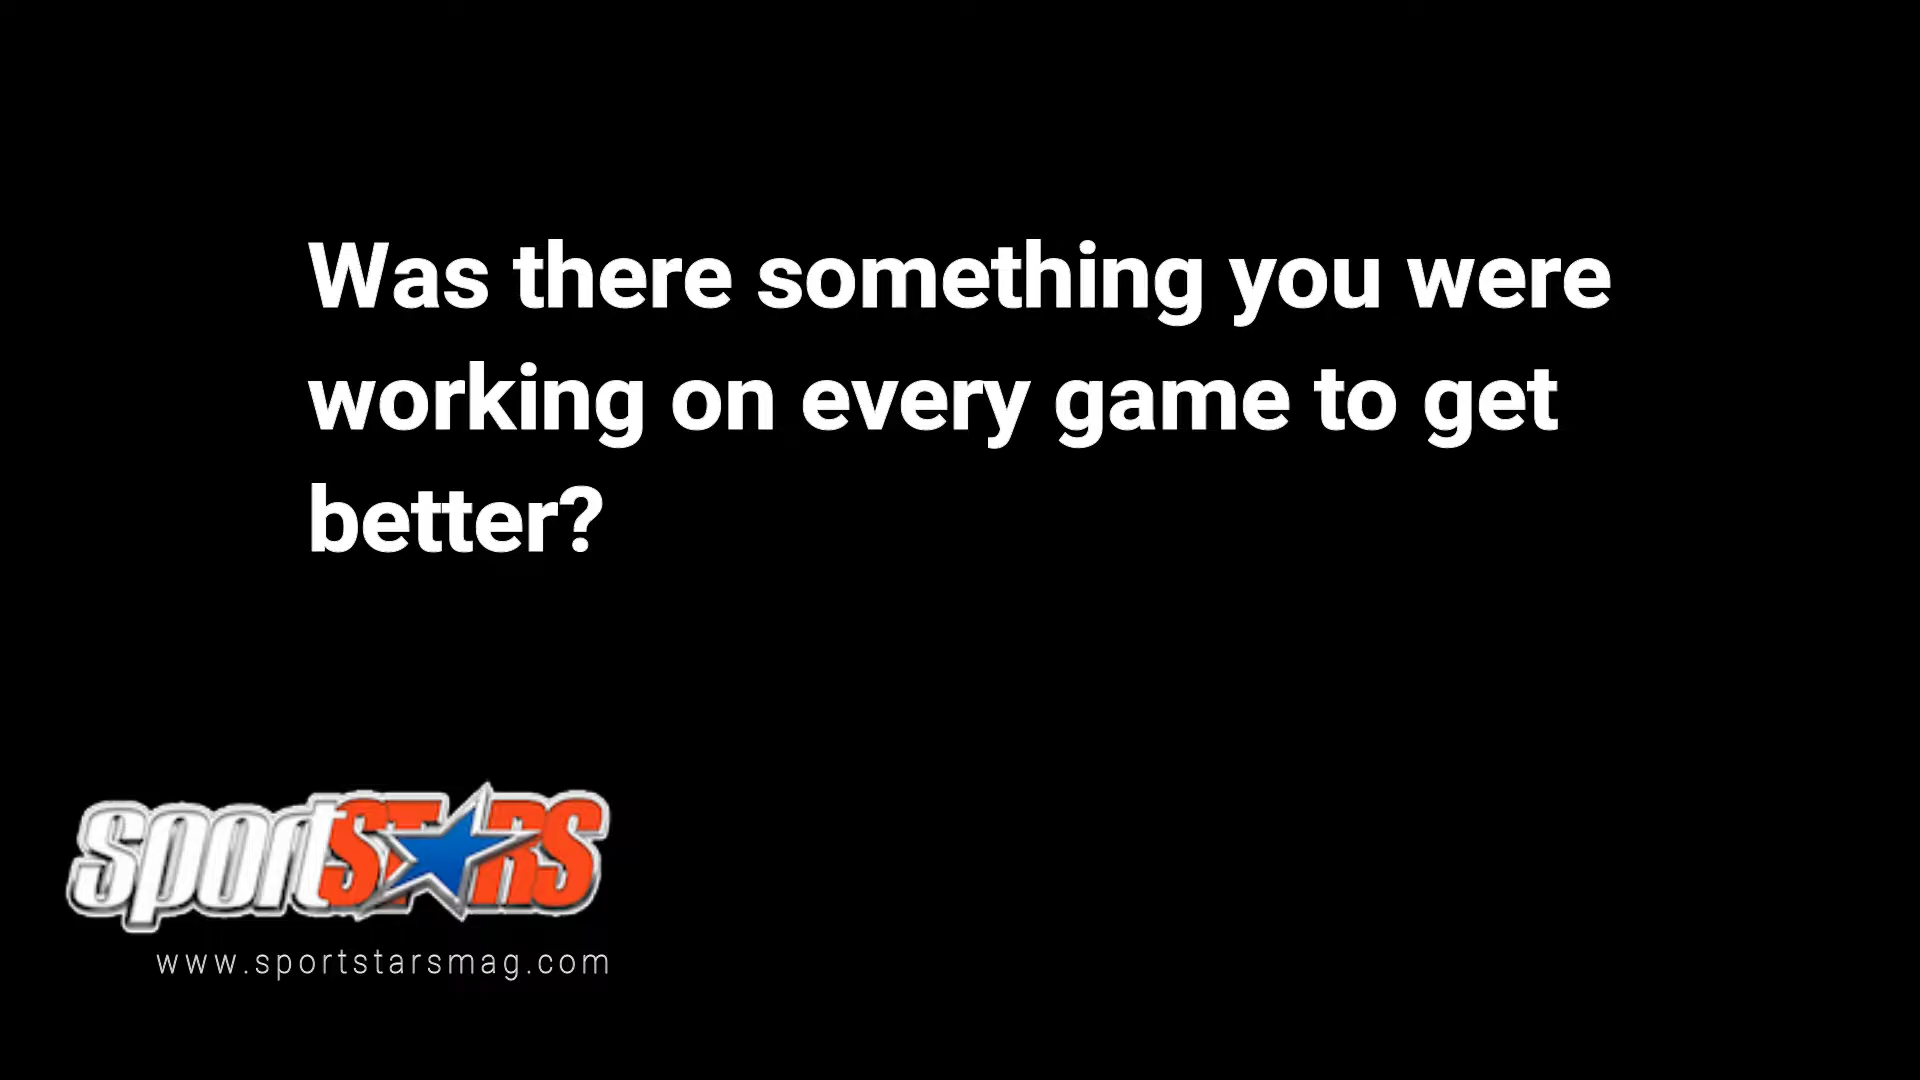 Was there something you were
working on every game to get
better?
sportSTARS
www.sportstarsmag.com